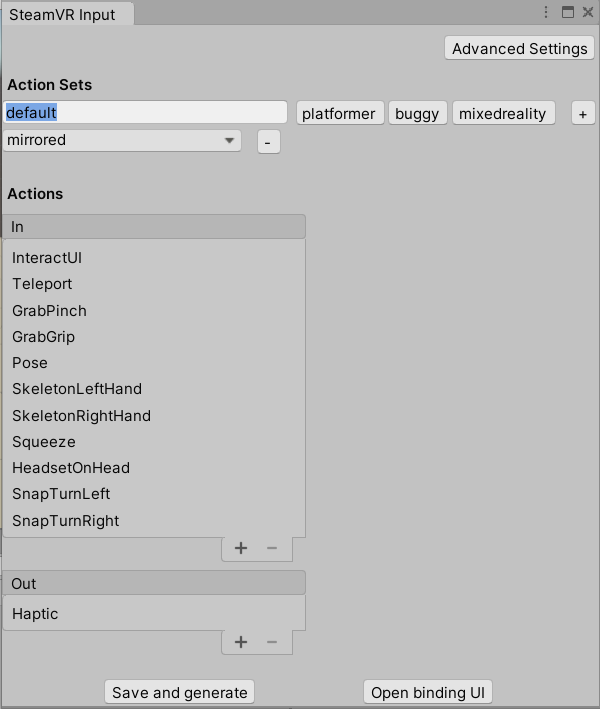 SteamVR Input
Advanced Settings
Action Sets
default platformer buggy mixedreality +
mirrored -
Actions
In
InteractUI
Teleport
GrabPinch
GrabGrip
Pose
SkeletonLeftHand
SkeletonRightHand
Squeeze
HeadsetOnHead
SnapTurnLeft
SnapTurnRight
+ −
Out
Haptic
+ −
Save and generate Open binding UI